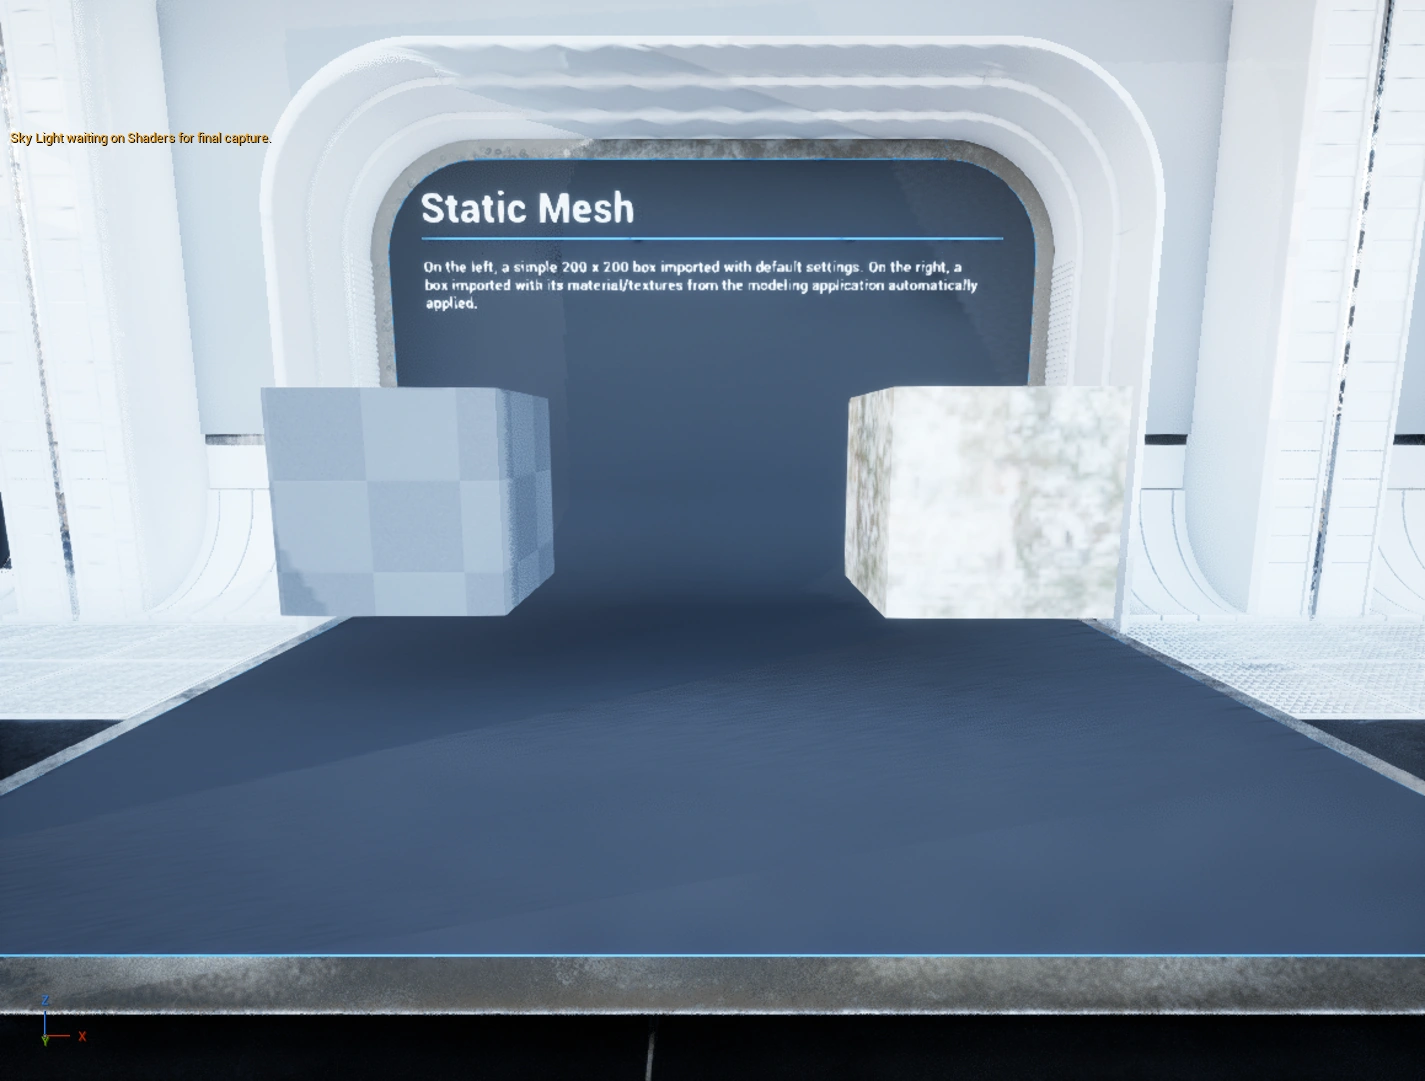 Sky Light waiting on Shaders for final capture.
Static Mesh
On the left, a simple 200 x 200 box imported with default settings. On the right, a
box imported with its material/textures from the modeling application automatically
applied.
Z
X
Y